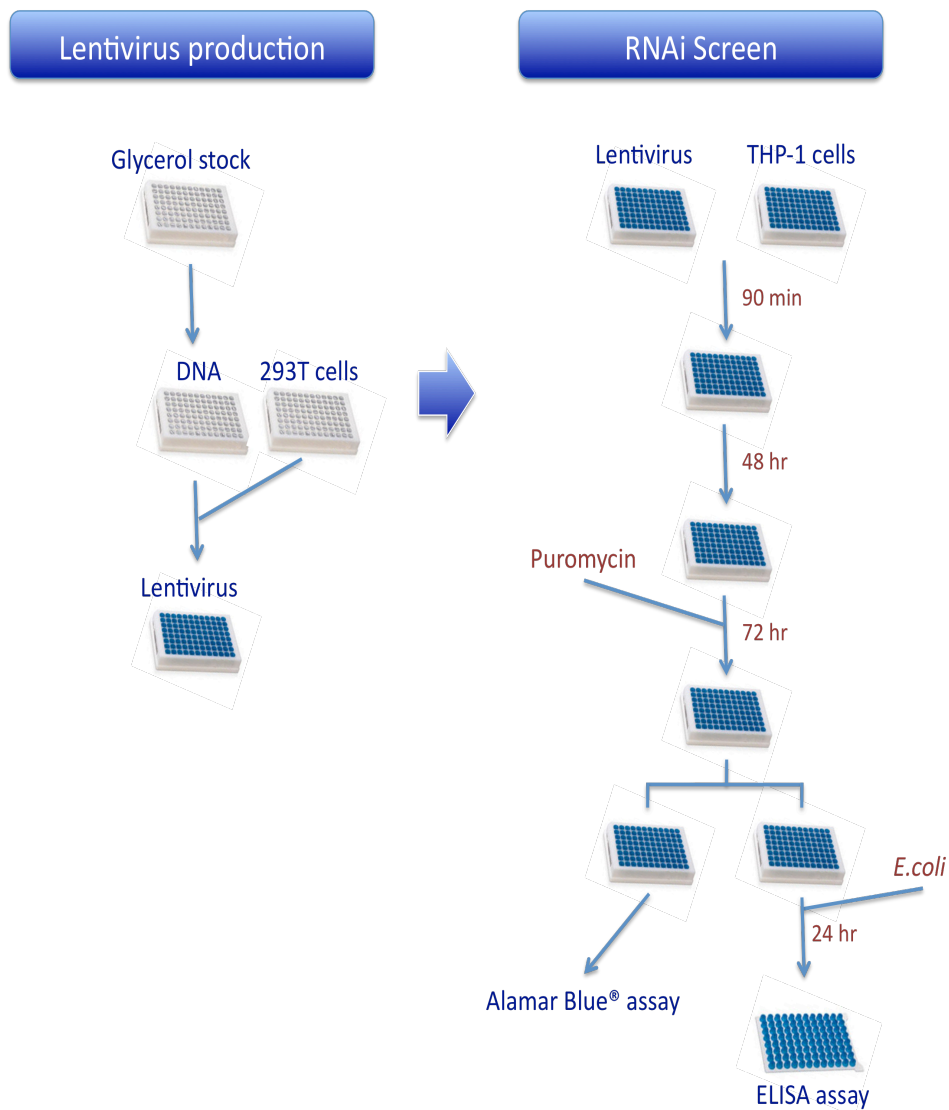 Lentivirus production
RNAi Screen
Glycerol stock
DNA
293T cells
Lentivirus
Lentivirus
THP-1 cells
90 min
48 hr
Puromycin
72 hr
E.coli
24 hr
Alamar Blue® assay
ELISA assay